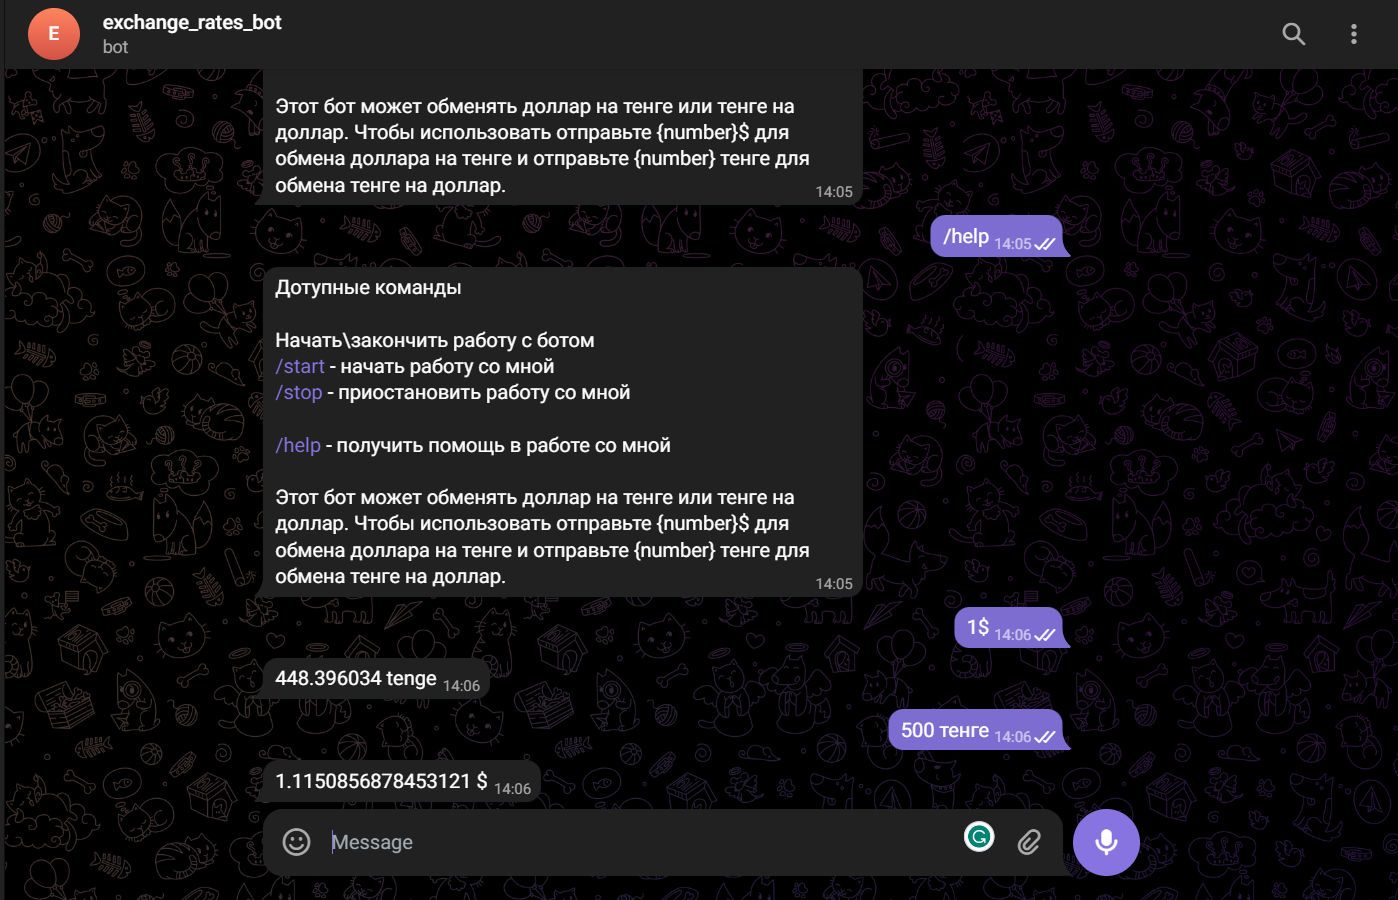 E
exchange_rates_bot
bot
Этот бот может обменять доллар на тенге или тенге на
доллар. Чтобы использовать отправьте {number}$ для
обмена доллара на тенге и отправьте {number} тенге для
обмена тенге на доллар.
14:05
/help 14:05
Дотупные команды
Начать\закончить работу с ботом
/start - начать работу со мной
/stop - приостановить работу со мной
/help - получить помощь в работе со мной
Этот бот может обменять доллар на тенге или тенге на
доллар. Чтобы использовать отправьте {number}$ для
обмена доллара на тенге и отправьте {number} тенге для
обмена тенге на доллар.
14:05
1$ 14:06
448.396034 tenge 14:06
500 тенге 14:06
1.1150856878453121 $ 14:06
Message